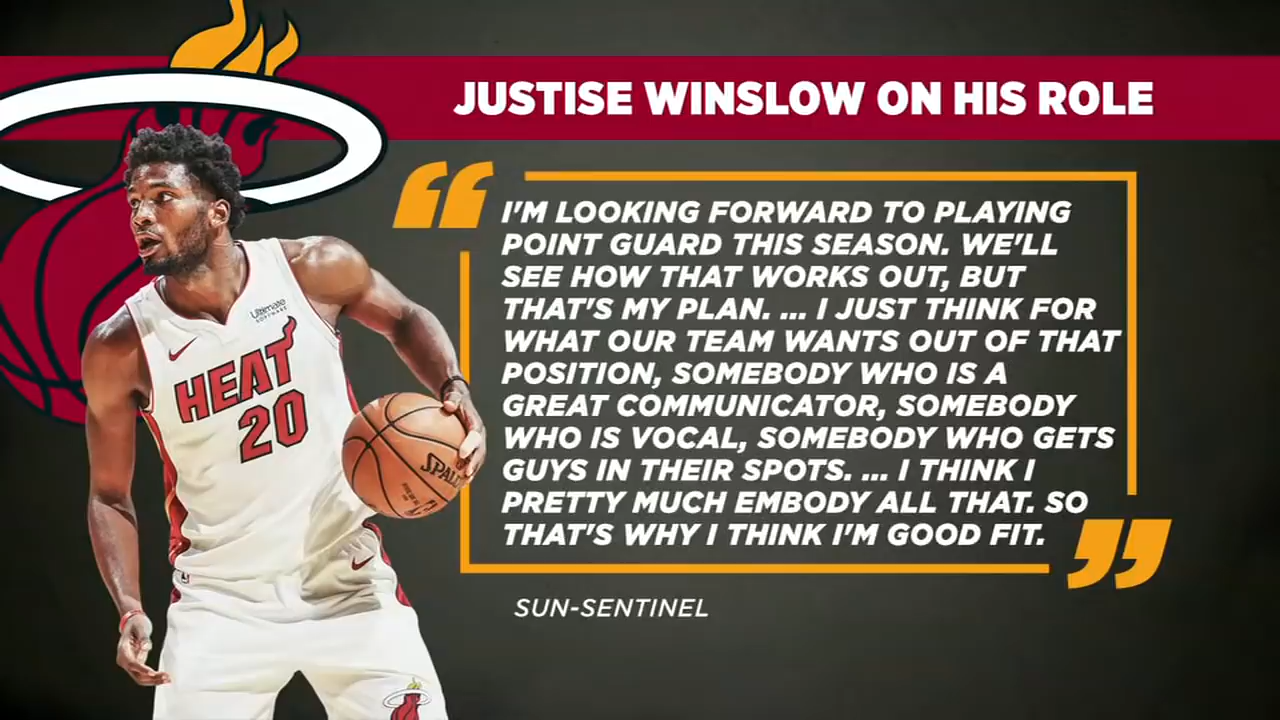 JUSTISE WINSLOW ON HIS ROLE
I'M LOOKING FORWARD TO PLAYING
POINT GUARD THIS SEASON. WE'LL
SEE HOW THAT WORKS OUT, BUT
THAT'S MY PLAN. ... I JUST THINK FOR
WHAT OUR TEAM WANTS OUT OF THAT
POSITION, SOMEBODY WHO IS A
GREAT COMMUNICATOR, SOMEBODY
WHO IS VOCAL, SOMEBODY WHO GETS
GUYS IN THEIR SPOTS. ... I THINK I
PRETTY MUCH EMBODY ALL THAT. SO
THAT'S WHY I THINK I'M GOOD FIT.
SUN-SENTINEL
Ultimate
SOFTWARE
HEAT
20